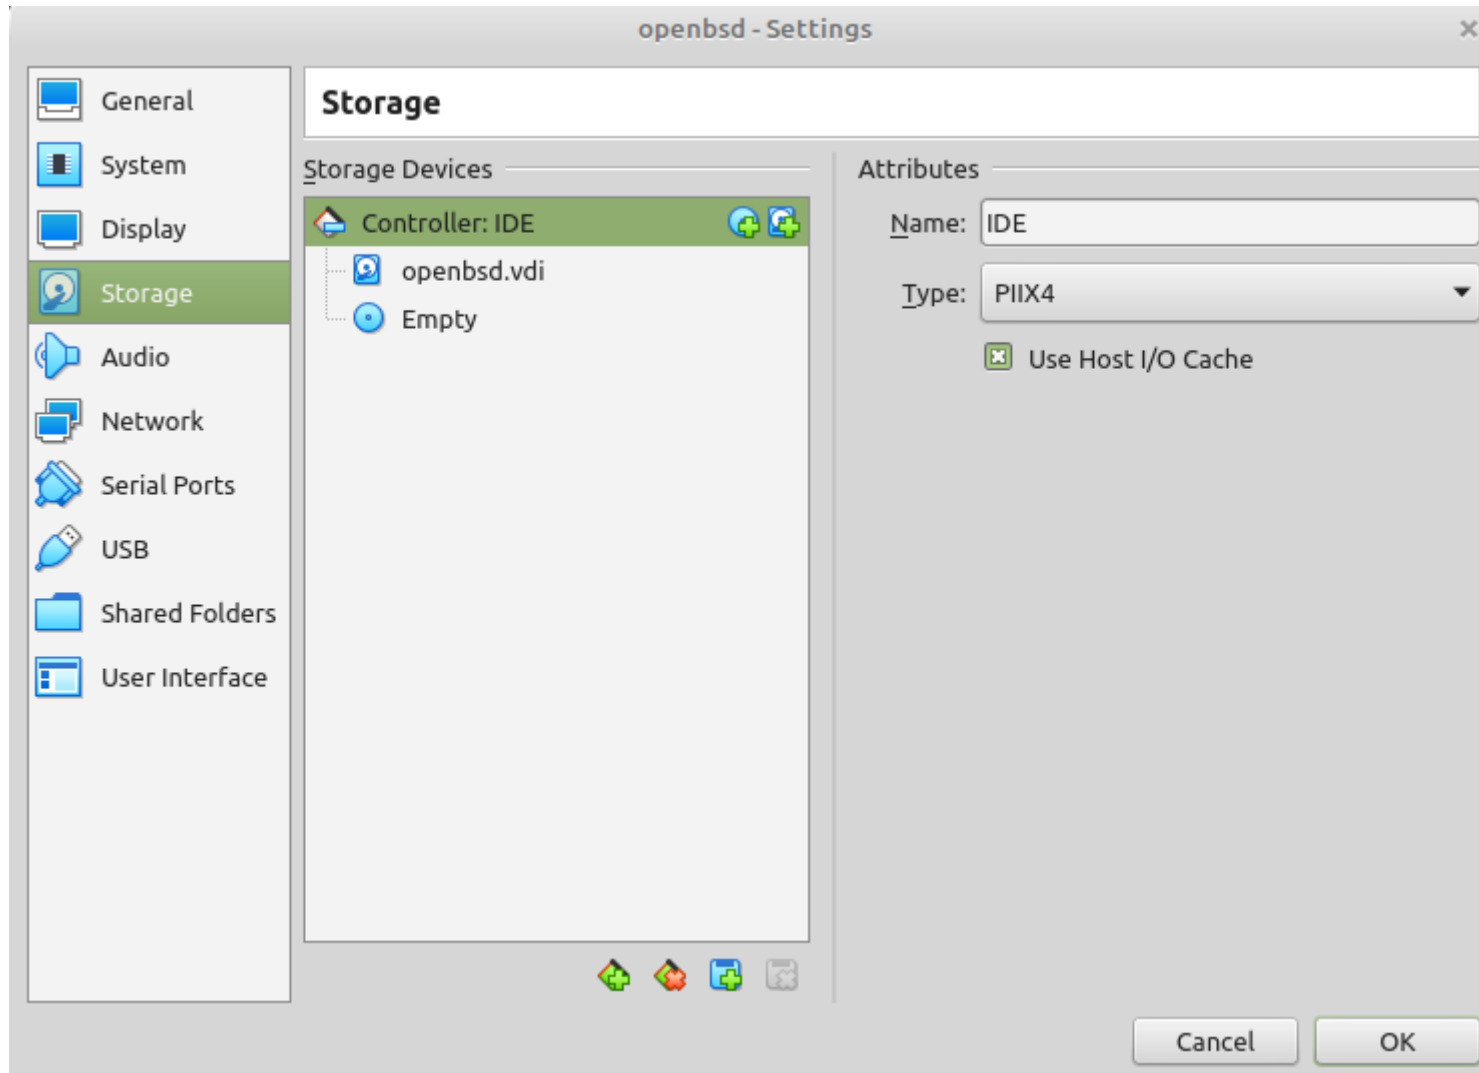 openbsd - Settings
General
System
Display
Storage
Audio
Network
Serial Ports
USB
Shared Folders
User Interface
Storage
Storage Devices
Controller: IDE
openbsd.vdi
Empty
Attributes
Name: IDE
Type: PIIX4
Use Host I/O Cache
Cancel
OK